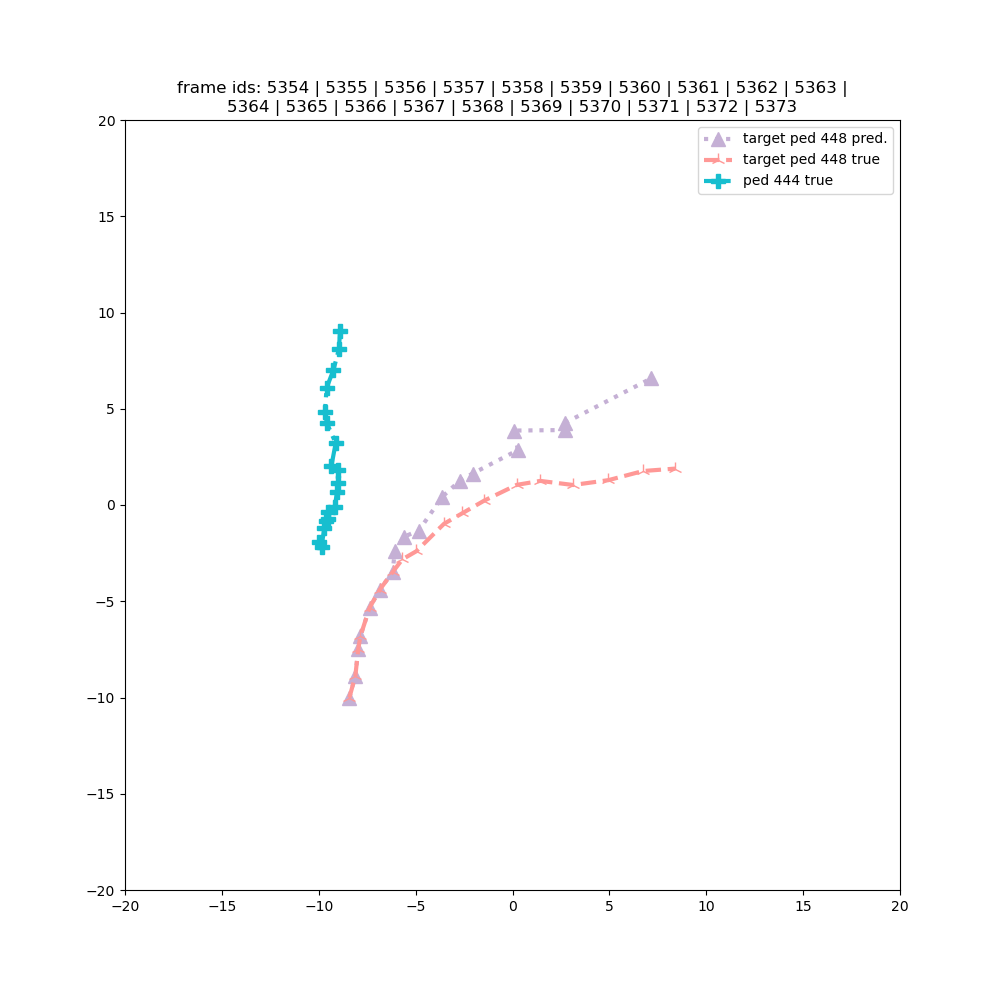 frame ids: 5354 | 5355 | 5356 | 5357 | 5358 | 5359 | 5360 | 5361 | 5362 | 5363 |
5364 | 5365 | 5366 | 5367 | 5368 | 5369 | 5370 | 5371 | 5372 | 5373
target ped 448 pred.
target ped 448 true
ped 444 true
20
15
10
5
0
−5
−10
−15
−20
−20 −15 −10 −5 0 5 10 15 20